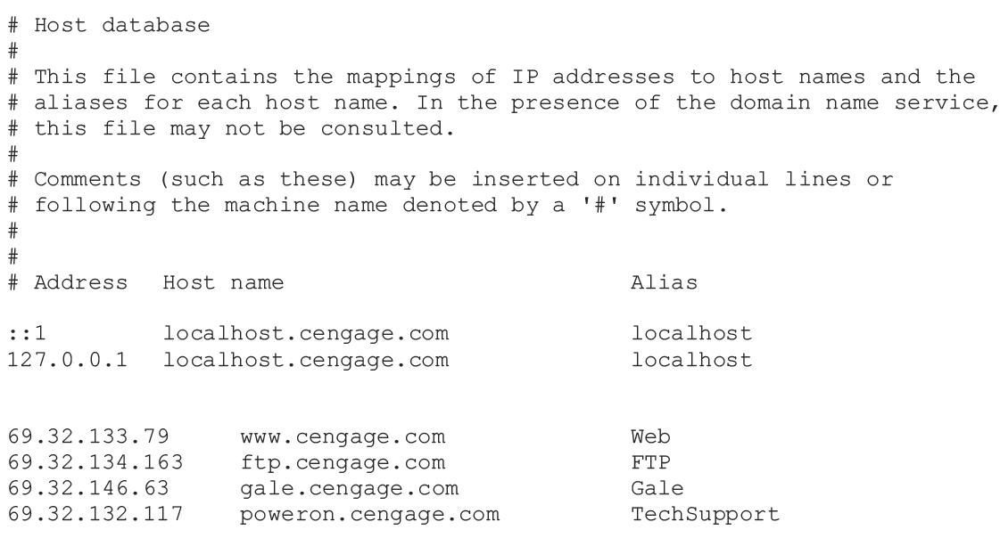 # Host database
#
# This file contains the mappings of IP addresses to host names and the
# aliases for each host name. In the presence of the domain name service,
# this file may not be consulted.
#
# Comments (such as these) may be inserted on individual lines or
# following the machine name denoted by a '#' symbol.
#
#
# Address Host name Alias
::1 localhost.cengage.com localhost
127.0.0.1 localhost.cengage.com localhost
69.32.133.79 www.cengage.com Web
69.32.134.163 ftp.cengage.com FTP
69.32.146.63 gale.cengage.com Gale
69.32.132.117 poweron.cengage.com TechSupport